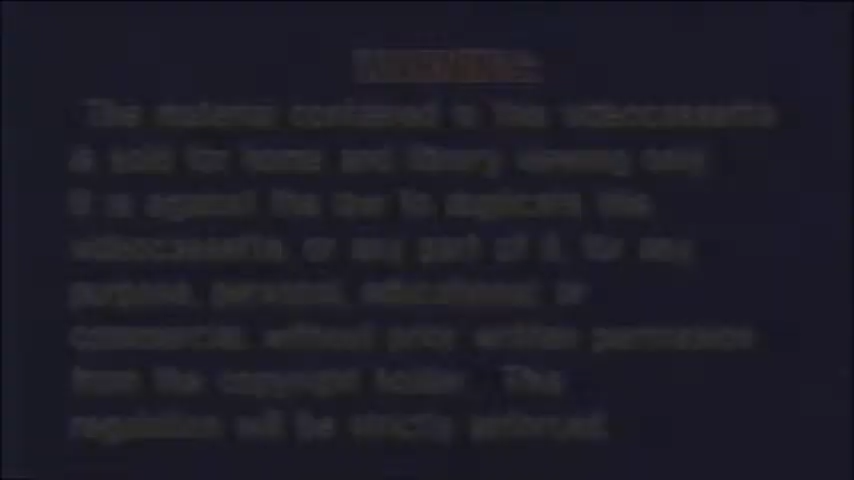 WARNING:
The material contained in this videocassette
is sold for home and library viewing only.
It is against the law to duplicate this
videocassette, or any part of it, for any
purpose, personal, educational, or
commercial, without prior written permission
from the copyright holder. This
regulation will be strictly enforced.